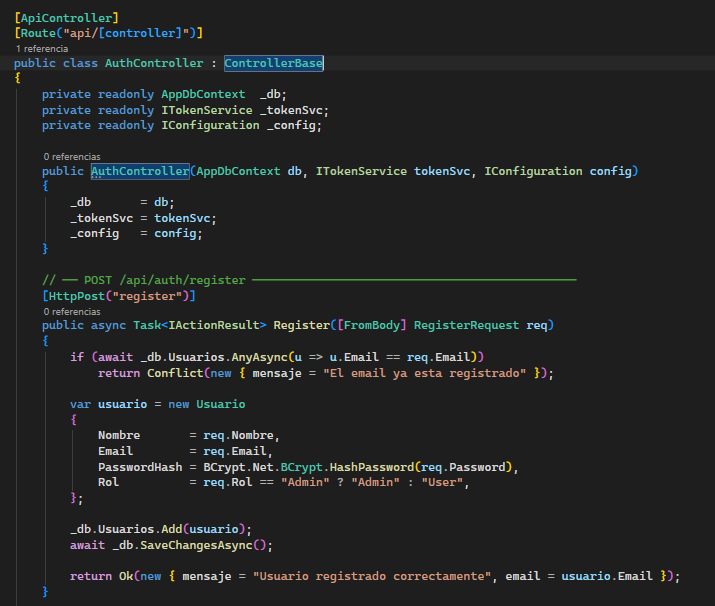 [ApiController]
[Route("api/[controller]")]
1 referencia
public class AuthController : ControllerBase
{
    private readonly AppDbContext  _db;
    private readonly ITokenService _tokenSvc;
    private readonly IConfiguration _config;
    0 referencias
    public AuthController(AppDbContext db, ITokenService tokenSvc, IConfiguration config)
    {
        _db       = db;
        _tokenSvc = tokenSvc;
        _config   = config;
    }
    // ── POST /api/auth/register ─────────────────────────────────────────
    [HttpPost("register")]
    0 referencias
    public async Task<IActionResult> Register([FromBody] RegisterRequest req)
    {
        if (await _db.Usuarios.AnyAsync(u => u.Email == req.Email))
            return Conflict(new { mensaje = "El email ya esta registrado" });
        var usuario = new Usuario
        {
            Nombre       = req.Nombre,
            Email        = req.Email,
            PasswordHash = BCrypt.Net.BCrypt.HashPassword(req.Password),
            Rol          = req.Rol == "Admin" ? "Admin" : "User",
        };
        _db.Usuarios.Add(usuario);
        await _db.SaveChangesAsync();
        return Ok(new { mensaje = "Usuario registrado correctamente", email = usuario.Email });
    }